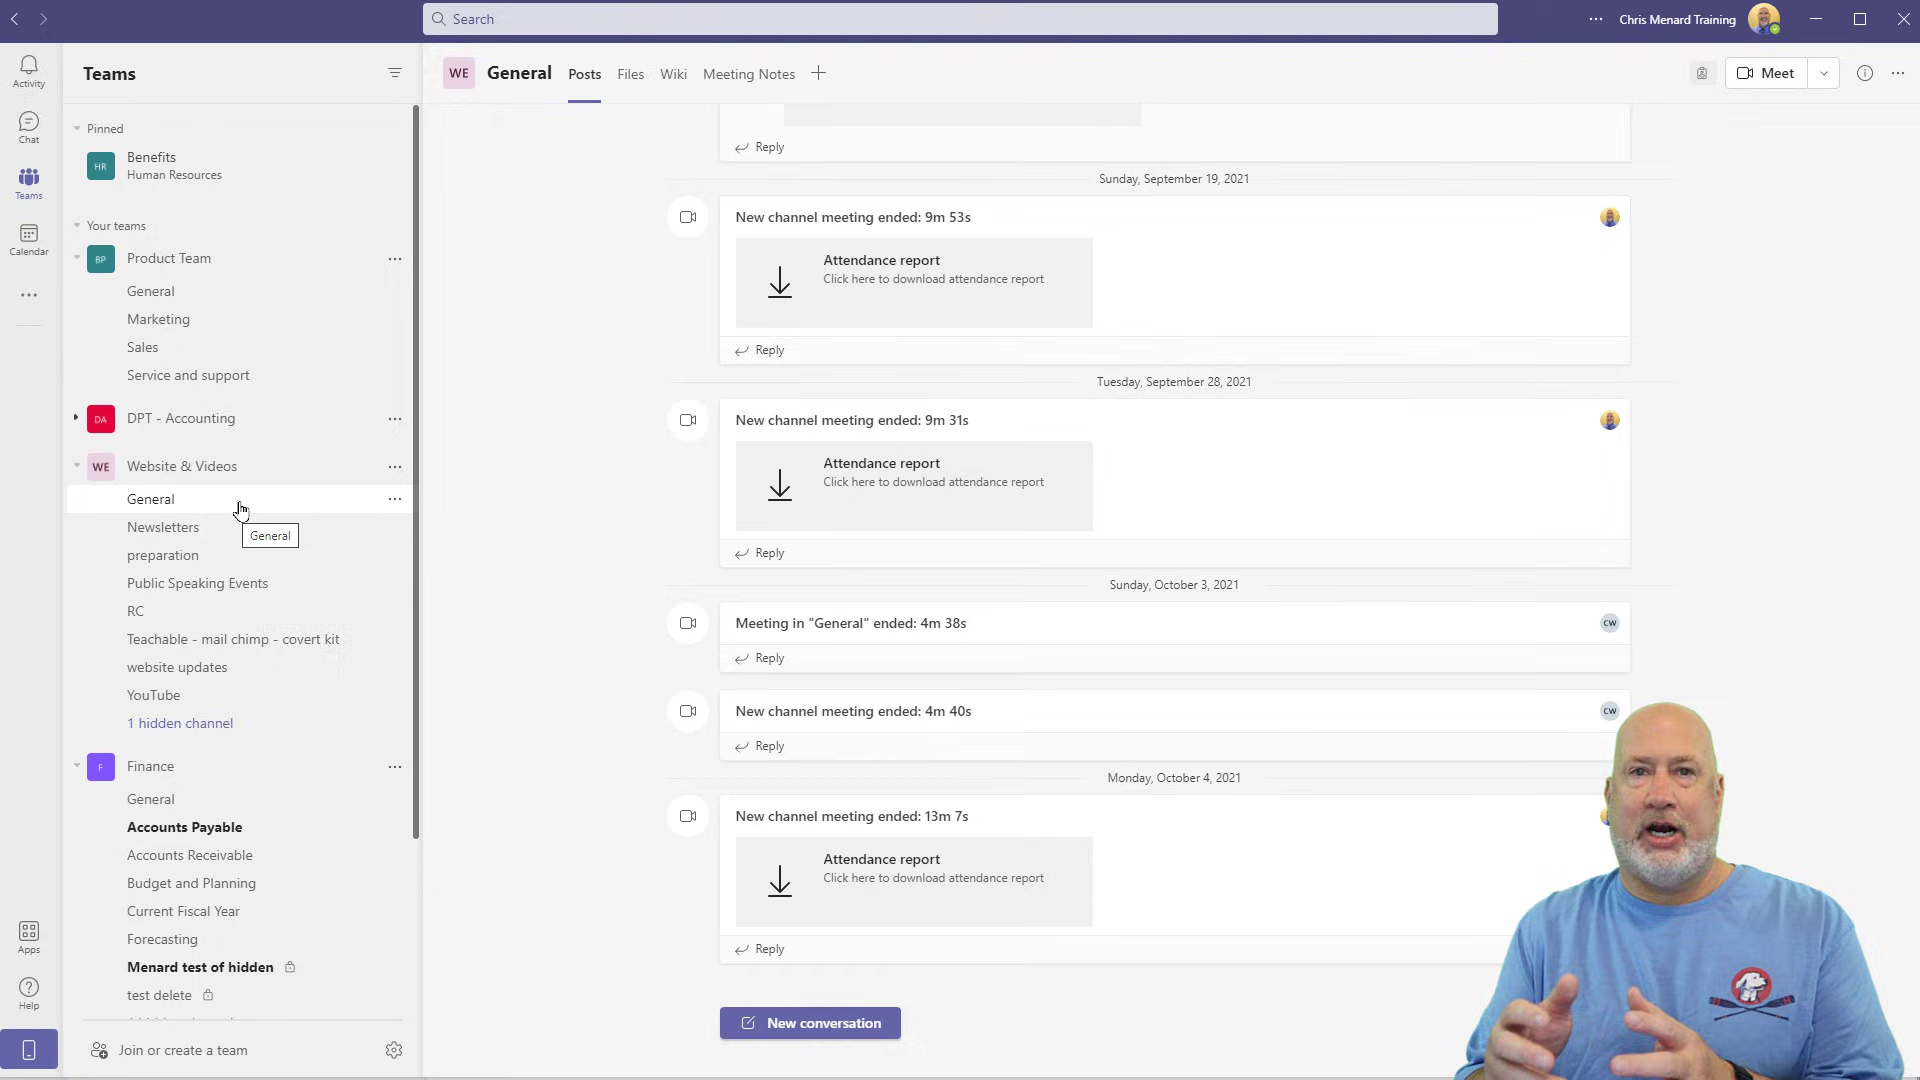 Search
Chris Menard Training
Activity
Chat
Teams
Calendar
Apps
Help
Teams
Pinned
HR
Benefits
Human Resources
Your teams
BP
Product Team
General
Marketing
Sales
Service and support
DA
DPT - Accounting
WE
Website & Videos
General
General
Newsletters
preparation
Public Speaking Events
RC
Teachable - mail chimp - covert kit
website updates
YouTube
1 hidden channel
F
Finance
General
Accounts Payable
Accounts Receivable
Budget and Planning
Current Fiscal Year
Forecasting
Menard test of hidden
test delete
Join or create a team
WE
General
Posts
Files
Wiki
Meeting Notes
Meet
Reply
Sunday, September 19, 2021
New channel meeting ended: 9m 53s
Attendance report
Click here to download attendance report
Reply
Tuesday, September 28, 2021
New channel meeting ended: 9m 31s
Attendance report
Click here to download attendance report
Reply
Sunday, October 3, 2021
Meeting in "General" ended: 4m 38s
CW
Reply
New channel meeting ended: 4m 40s
CW
Reply
Monday, October 4, 2021
New channel meeting ended: 13m 7s
Attendance report
Click here to download attendance report
Reply
New conversation